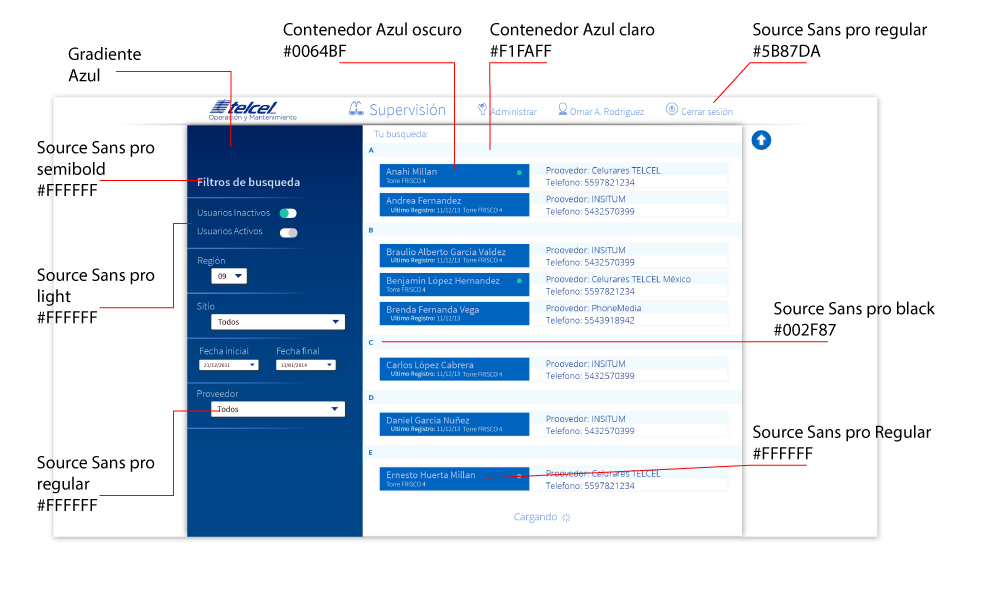 Contenedor Azul oscuro
#0064BF
Contenedor Azul claro
#F1FAFF
Source Sans pro regular
#5B87DA
Gradiente
Azul
telcel
Operación y Mantenimiento
Supervisión
Administrar
Omar A. Rodriguez
Cerrar sesión
Source Sans pro
semibold
#FFFFFF
Source Sans pro
light
#FFFFFF
Source Sans pro
regular
#FFFFFF
Filtros de busqueda
Usuarios Inactivos
Usuarios Activos
Región
09
Sitio
Todos
Fecha inicial
Fecha final
21/12/2011
13/01/2014
Proveedor
Todos
Tu busqueda:
A
Anahi Millan
Torre FRISCO 4
Proovedor: Celurares TELCEL
Telefono: 5597821234
Andrea Fernandez
Ultimo Registro: 11/12/13 Torre FRISCO 4
Proovedor: INSITUM
Telefono: 5432570399
B
Braulio Alberto Garcia Valdez
Ultimo Registro: 11/12/13 Torre FRISCO 4
Proovedor: INSITUM
Telefono: 5432570399
Benjamin López Hernandez
Torre FRISCO 4
Proovedor: Celurares TELCEL México
Telefono: 5597821234
Brenda Fernanda Vega
Ultimo Registro: 11/12/13
Proovedor: PhoneMedia
Telefono: 5543918942
C
Carlos López Cabrera
Ultimo Registro: 11/12/13 Torre FRISCO 4
Proovedor: INSITUM
Telefono: 5432570399
D
Daniel Garcia Nuñez
Ultimo Registro: 11/12/13 Torre FRISCO 4
Proovedor: INSITUM
Telefono: 5432570399
E
Ernesto Huerta Millan
Torre FRISCO 4
Proovedor: Celurares TELCEL
Telefono: 5597821234
Cargando
Source Sans pro black
#002F87
Source Sans pro Regular
#FFFFFF